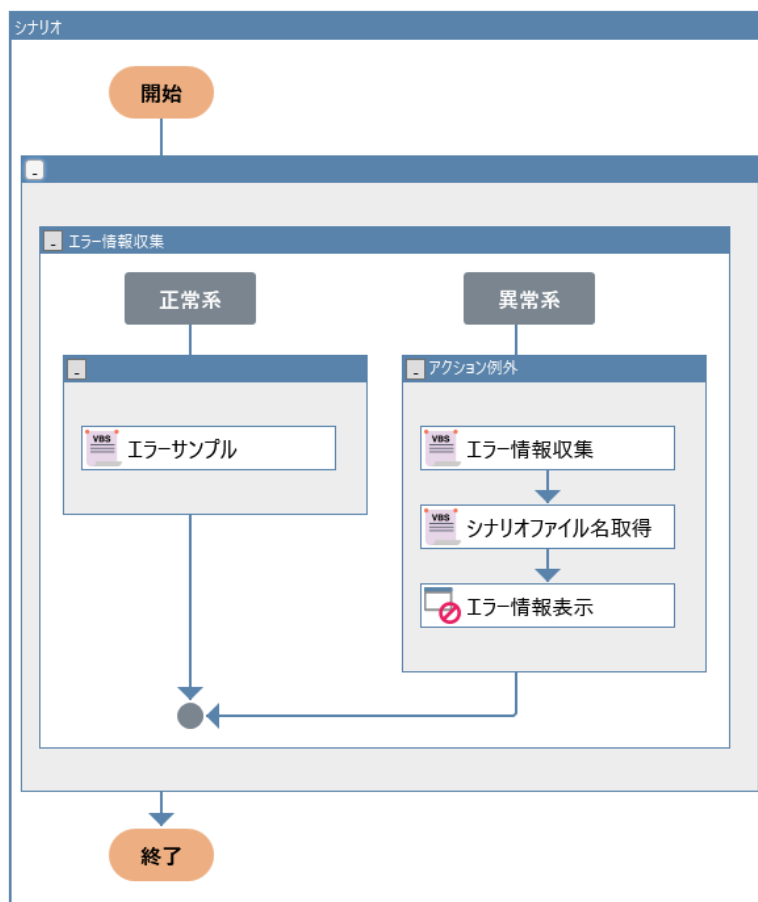 シナリオ
開始
-
- エラー情報収集
正常系
異常系
-
- アクション例外
VBS エラーサンプル
VBS エラー情報収集
VBS シナリオファイル名取得
エラー情報表示
終了